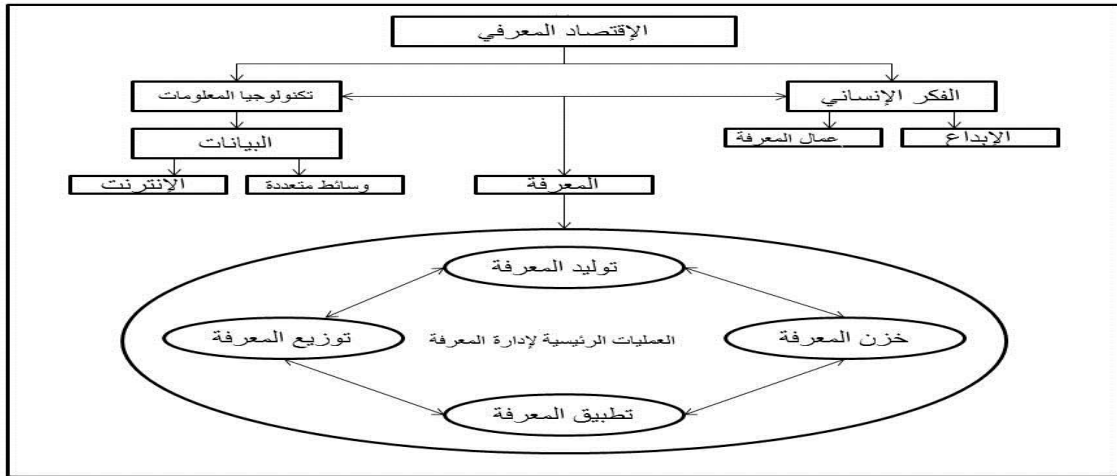 الإقتصاد المعرفي
الفكر الإنساني
تكنولوجيا المعلومات
الإبداع
عمال المعرفة
البيانات
المعرفة
وسائط متعددة
الإنترنت
توليد المعرفة
خزن المعرفة
العمليات الرئيسية لإدارة المعرفة
توزيع المعرفة
تطبيق المعرفة